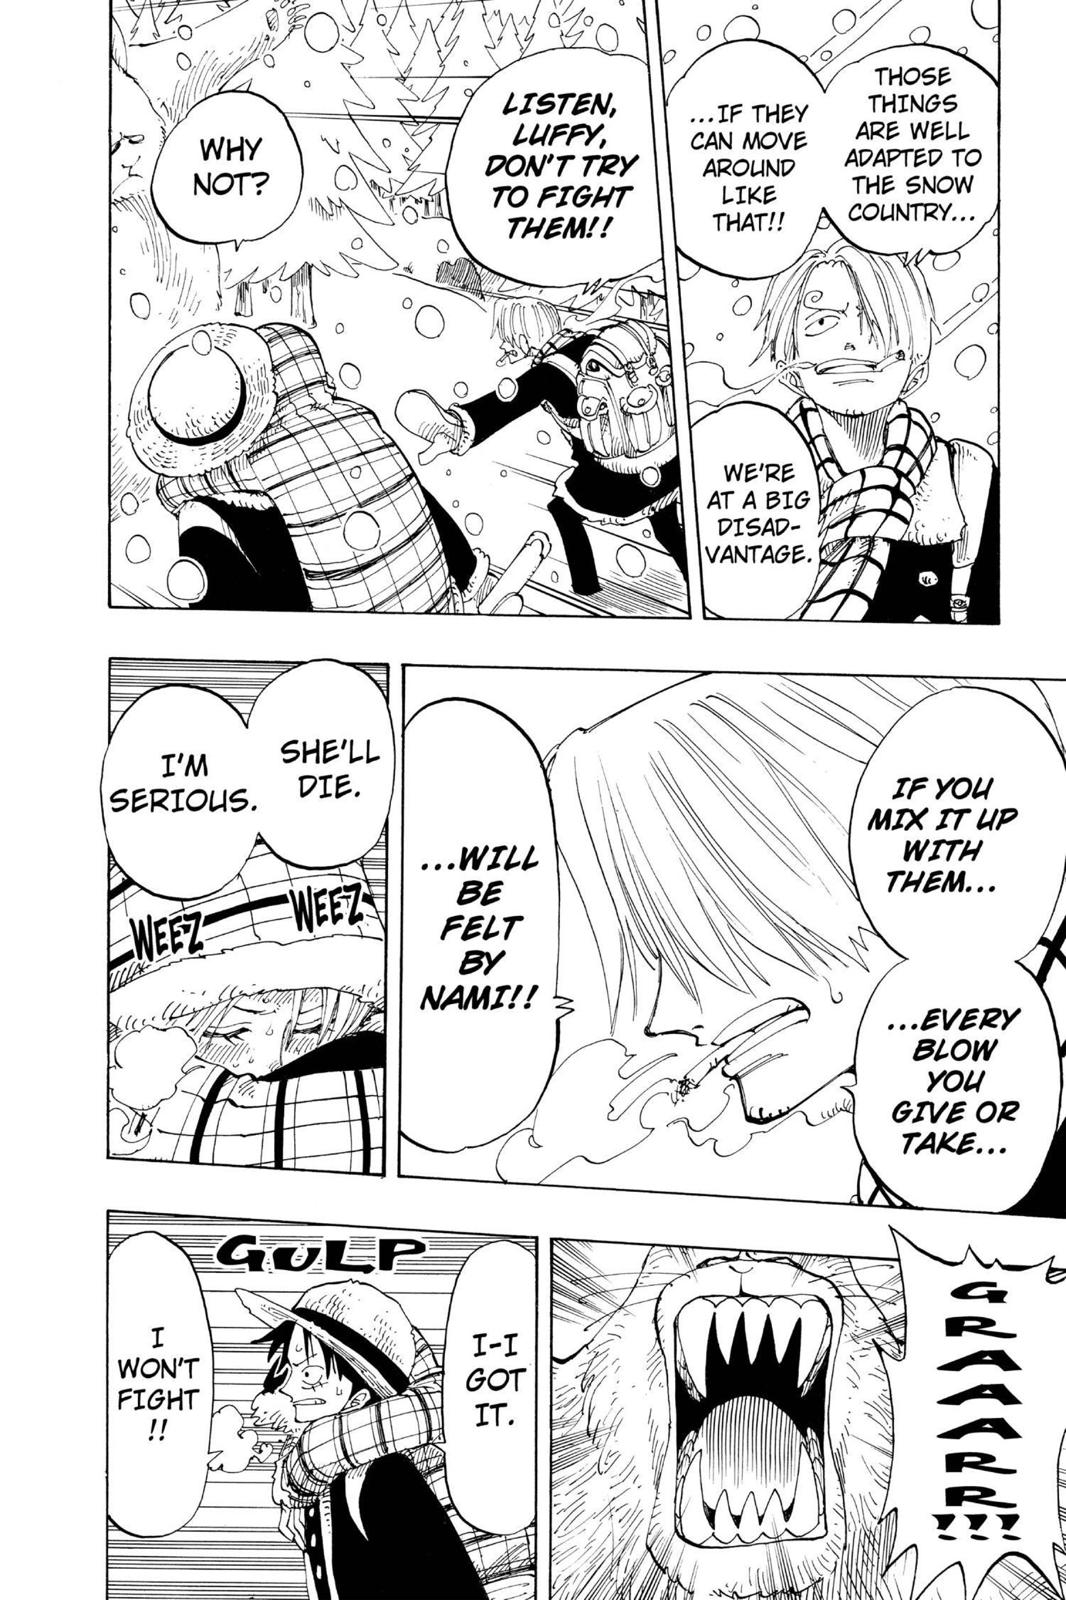 THOSE
THINGS
ARE WELL
ADAPTED TO
THE SNOW
COUNTRY...
...IF THEY
CAN MOVE
AROUND
LIKE
THAT!!
WE'RE
AT A BIG
DISAD-
VANTAGE.
LISTEN,
LUFFY,
DON'T TRY
TO FIGHT
THEM!!
WHY
NOT?
IF YOU
MIX IT UP
WITH
THEM...
...EVERY
BLOW
YOU
GIVE OR
TAKE...
...WILL
BE
FELT
BY
NAMI!!
SHE'LL
DIE.
I'M
SERIOUS.
WEEZ
WEEZ
GRAAARR!!!
I-I
GOT
IT.
GULP
I
WON'T
FIGHT
!!